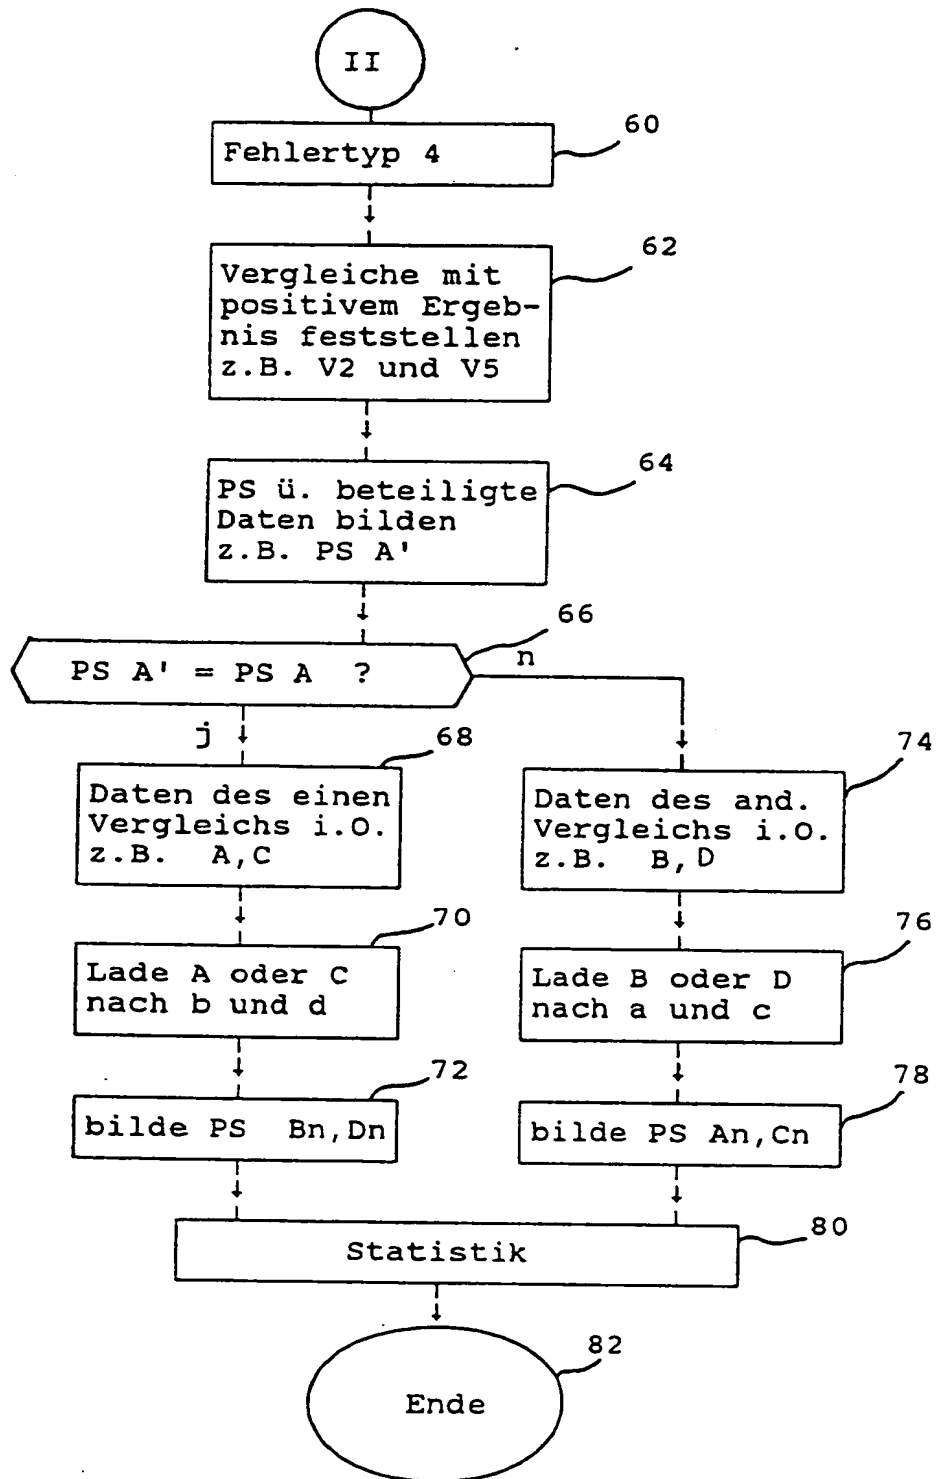 II
60
Fehlertyp 4
62
Vergleiche mit
positivem Ergeb-
nis feststellen
z.B. V2 und V5
64
PS ü. beteiligte
Daten bilden
z.B. PS A'
66
PS A' = PS A ?
n
j
68
Daten des einen
Vergleichs i.O.
z.B. A,C
74
Daten des and.
Vergleichs i.O.
z.B. B,D
70
Lade A oder C
nach b und d
76
Lade B oder D
nach a und c
72
bilde PS Bn,Dn
78
bilde PS An,Cn
80
Statistik
82
Ende